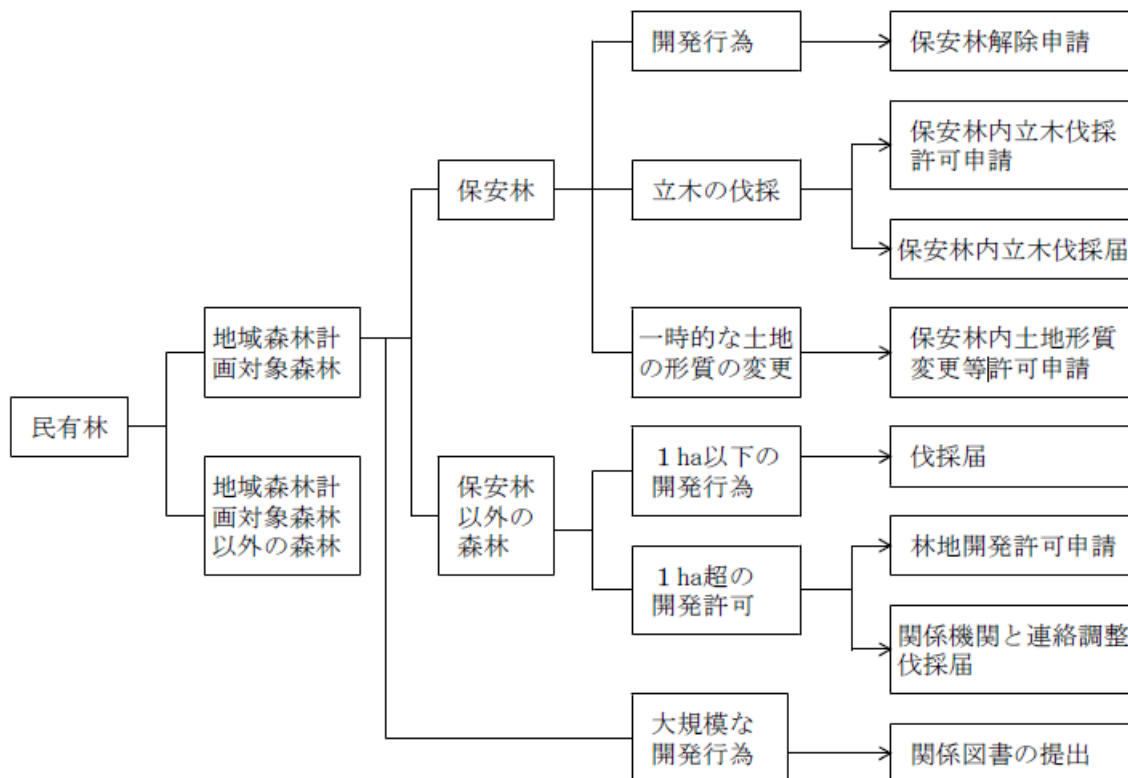 開発行為
保安林解除申請
保安林内立木伐採
許可申請
保安林
立木の伐採
保安林内立木伐採届
地域森林計
画対象森林
一時的な土地
の形質の変更
保安林内土地形質
変更等許可申請
民有林
地域森林計
画対象森林
以外の森林
保安林
以外の
森林
1ha以下の
開発行為
伐採届
1ha超の
開発許可
林地開発許可申請
関係機関と連絡調整
伐採届
大規模な
開発行為
関係図書の提出